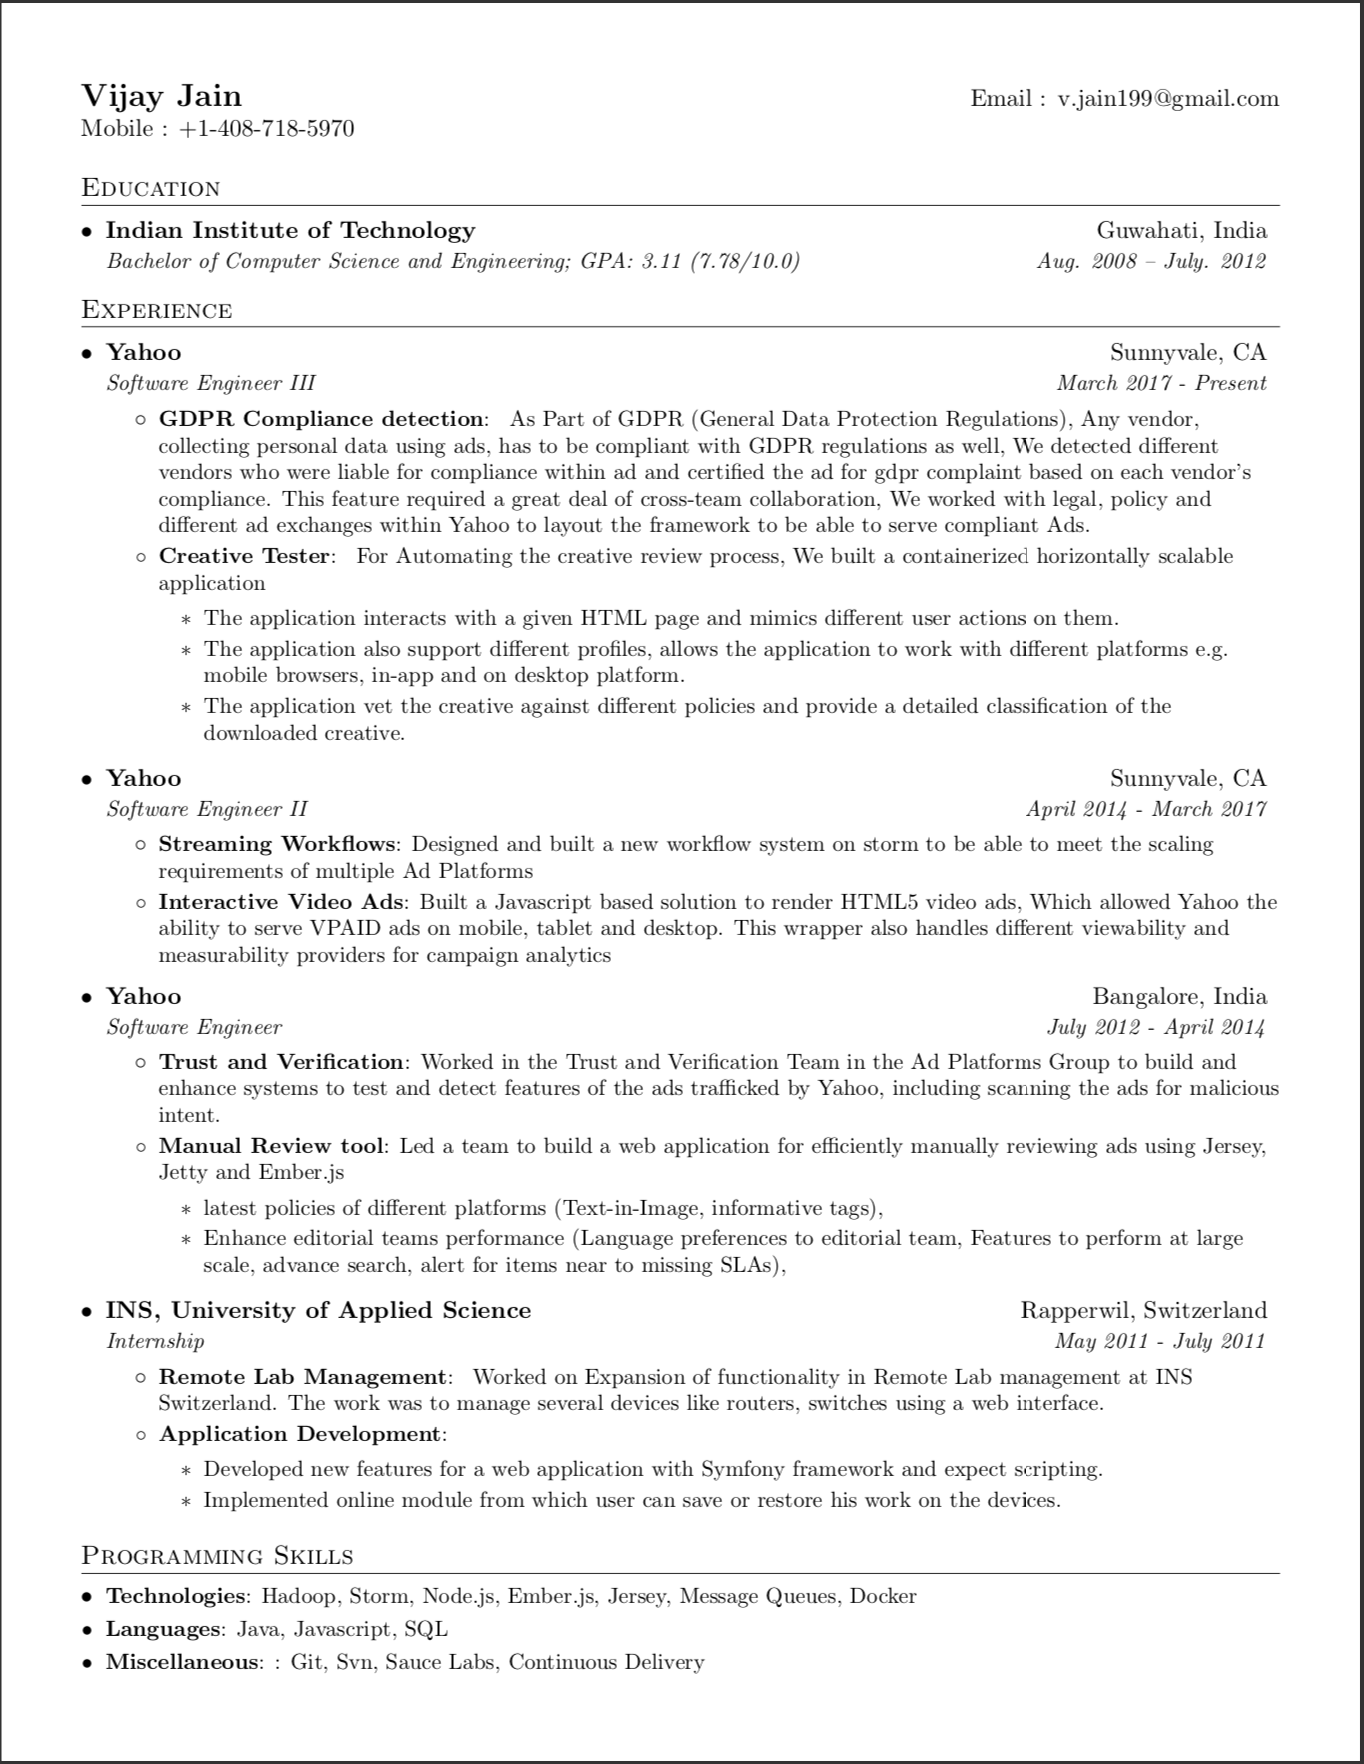 Vijay Jain Email : v.jain199@gmail.com
Mobile : +1-408-718-5970
Education
• Indian Institute of Technology Guwahati, India
Bachelor of Computer Science and Engineering; GPA: 3.11 (7.78/10.0) Aug. 2008 – July. 2012
Experience
• Yahoo Sunnyvale, CA
Software Engineer III March 2017 - Present
◦ GDPR Compliance detection: As Part of GDPR (General Data Protection Regulations), Any vendor,
collecting personal data using ads, has to be compliant with GDPR regulations as well, We detected different
vendors who were liable for compliance within ad and certified the ad for gdpr complaint based on each vendor's
compliance. This feature required a great deal of cross-team collaboration, We worked with legal, policy and
different ad exchanges within Yahoo to layout the framework to be able to serve compliant Ads.
◦ Creative Tester: For Automating the creative review process, We built a containerized horizontally scalable
application
∗ The application interacts with a given HTML page and mimics different user actions on them.
∗ The application also support different profiles, allows the application to work with different platforms e.g.
mobile browsers, in-app and on desktop platform.
∗ The application vet the creative against different policies and provide a detailed classification of the
downloaded creative.
• Yahoo Sunnyvale, CA
Software Engineer II April 2014 - March 2017
◦ Streaming Workflows: Designed and built a new workflow system on storm to be able to meet the scaling
requirements of multiple Ad Platforms
◦ Interactive Video Ads: Built a Javascript based solution to render HTML5 video ads, Which allowed Yahoo the
ability to serve VPAID ads on mobile, tablet and desktop. This wrapper also handles different viewability and
measurability providers for campaign analytics
• Yahoo Bangalore, India
Software Engineer July 2012 - April 2014
◦ Trust and Verification: Worked in the Trust and Verification Team in the Ad Platforms Group to build and
enhance systems to test and detect features of the ads trafficked by Yahoo, including scanning the ads for malicious
intent.
◦ Manual Review tool: Led a team to build a web application for efficiently manually reviewing ads using Jersey,
Jetty and Ember.js
∗ latest policies of different platforms (Text-in-Image, informative tags),
∗ Enhance editorial teams performance (Language preferences to editorial team, Features to perform at large
scale, advance search, alert for items near to missing SLAs),
• INS, University of Applied Science Rapperwil, Switzerland
Internship May 2011 - July 2011
◦ Remote Lab Management: Worked on Expansion of functionality in Remote Lab management at INS
Switzerland. The work was to manage several devices like routers, switches using a web interface.
◦ Application Development:
∗ Developed new features for a web application with Symfony framework and expect scripting.
∗ Implemented online module from which user can save or restore his work on the devices.
Programming Skills
• Technologies: Hadoop, Storm, Node.js, Ember.js, Jersey, Message Queues, Docker
• Languages: Java, Javascript, SQL
• Miscellaneous: : Git, Svn, Sauce Labs, Continuous Delivery